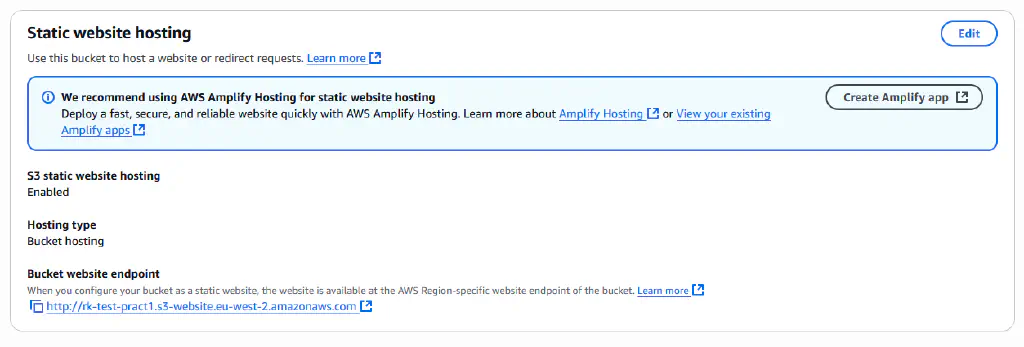 Static website hosting
Edit
Use this bucket to host a website or redirect requests. Learn more
We recommend using AWS Amplify Hosting for static website hosting
Create Amplify app
Deploy a fast, secure, and reliable website quickly with AWS Amplify Hosting. Learn more about Amplify Hosting or View your existing
Amplify apps
S3 static website hosting
Enabled
Hosting type
Bucket hosting
Bucket website endpoint
When you configure your bucket as a static website, the website is available at the AWS Region-specific website endpoint of the bucket. Learn more
http://rk-test-pract1.s3-website.eu-west-2.amazonaws.com